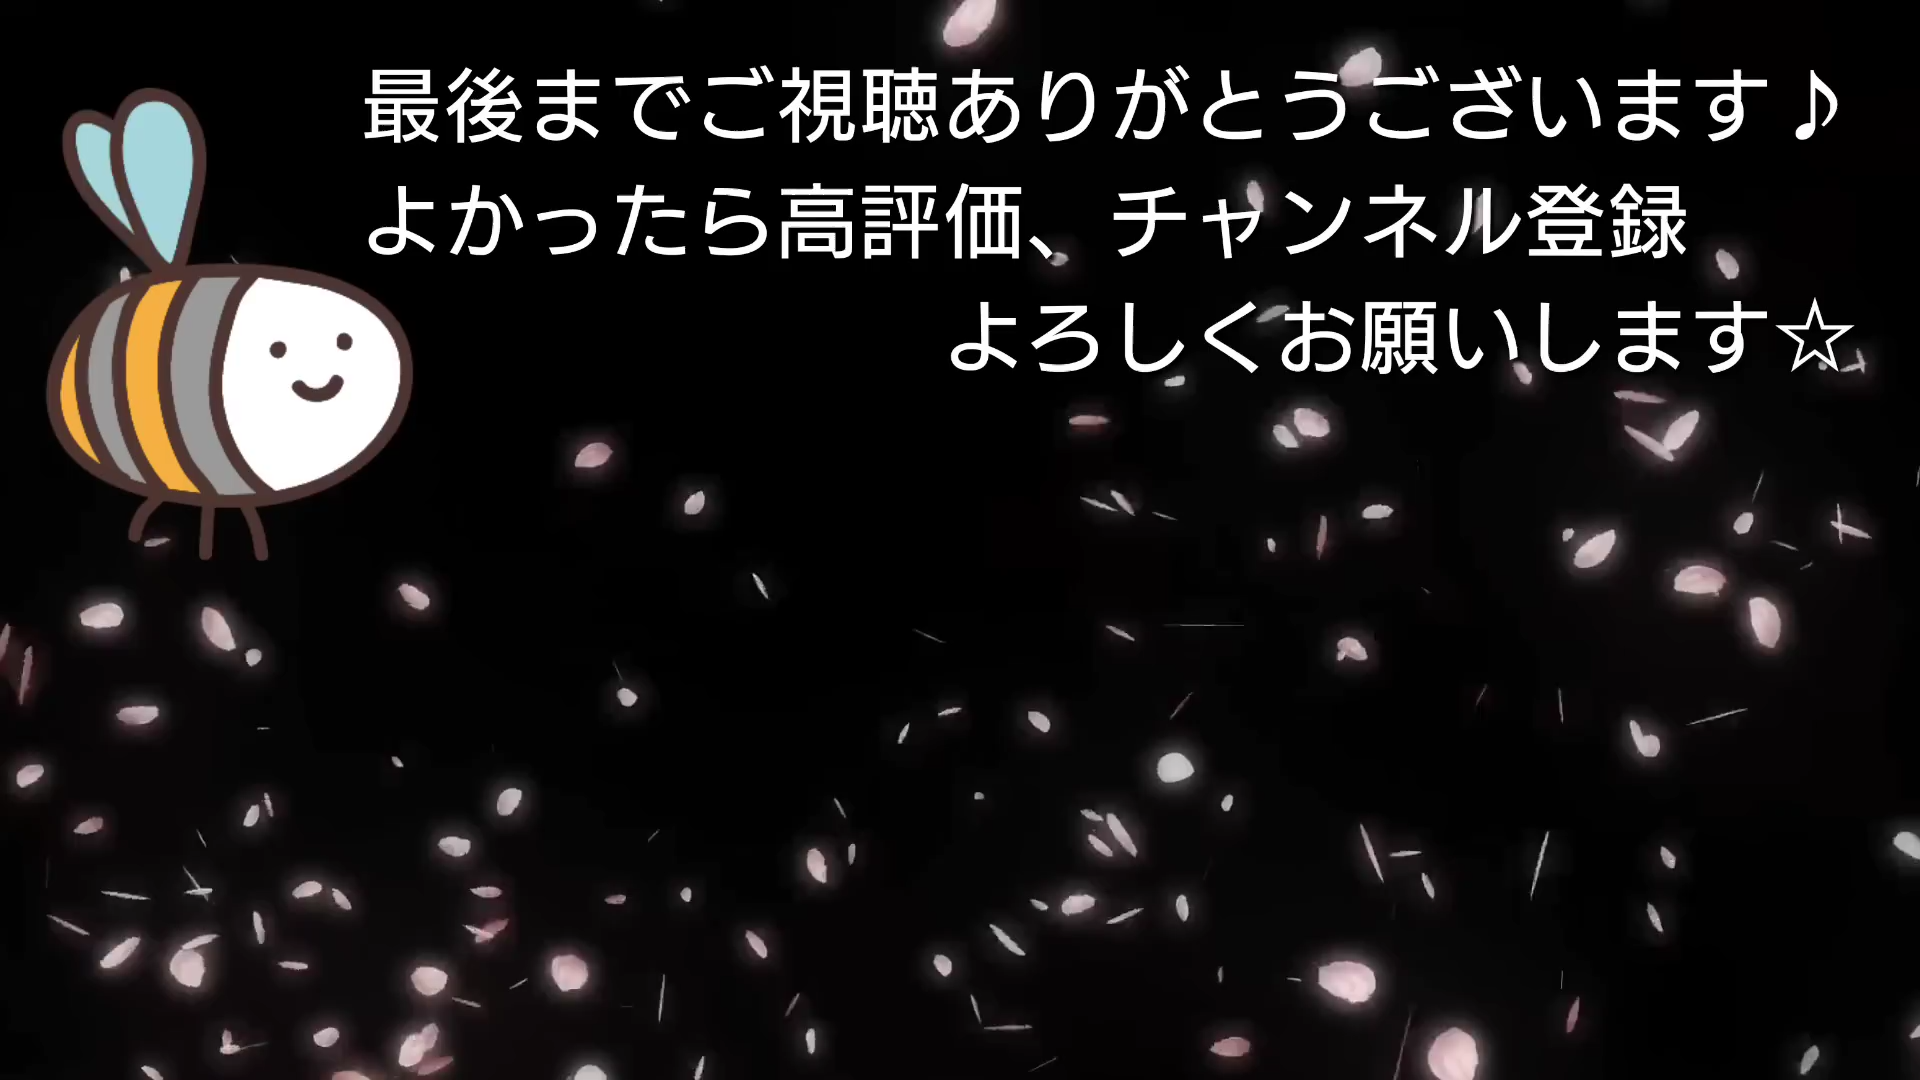 最後までご視聴ありがとうございます♪
よかったら高評価、チャンネル登録
よろしくお願いします☆